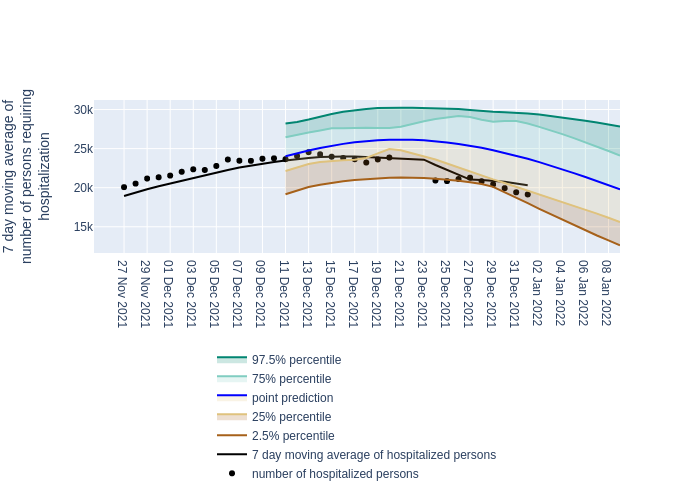 7 day moving average of
number of persons requiring
hospitalization
30k
25k
20k
15k
27 Nov 2021
29 Nov 2021
01 Dec 2021
03 Dec 2021
05 Dec 2021
07 Dec 2021
09 Dec 2021
11 Dec 2021
13 Dec 2021
15 Dec 2021
17 Dec 2021
19 Dec 2021
21 Dec 2021
23 Dec 2021
25 Dec 2021
27 Dec 2021
29 Dec 2021
31 Dec 2021
02 Jan 2022
04 Jan 2022
06 Jan 2022
08 Jan 2022
97.5% percentile
75% percentile
point prediction
25% percentile
2.5% percentile
7 day moving average of hospitalized persons
number of hospitalized persons